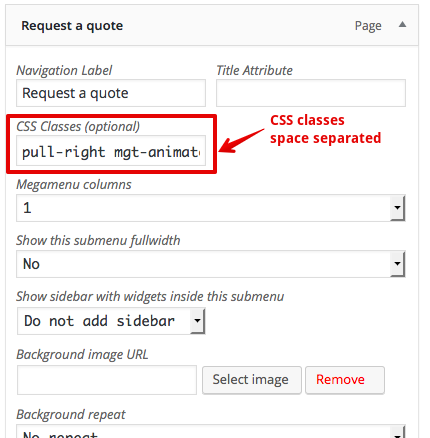 Request a quote
Page
Navigation Label
Title Attribute
Request a quote
CSS Classes (optional)
CSS classes
space separated
pull-right mgt-animat
Megamenu columns
1
Show this submenu fullwidth
No
Show sidebar with widgets inside this submenu
Do not add sidebar
Background image URL
Select image
Remove
Background repeat
No repeat